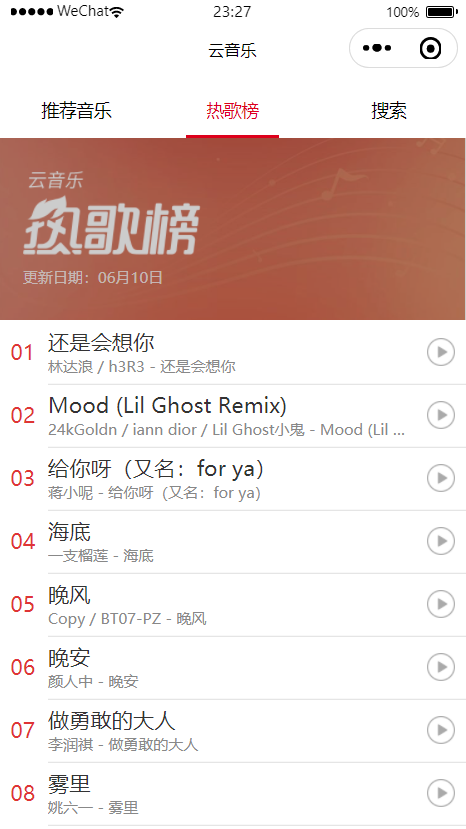 WeChat 23:27 100%
云音乐
推荐音乐 热歌榜 搜索
云音乐
热歌榜
更新日期：06月10日
01 还是会想你
林达浪 / h3R3 - 还是会想你
02 Mood (Lil Ghost Remix)
24kGoldn / iann dior / Lil Ghost小鬼 - Mood (Lil ...
03 给你呀（又名：for ya）
蒋小呢 - 给你呀（又名：for ya）
04 海底
一支榴莲 - 海底
05 晚风
Copy / BT07-PZ - 晚风
06 晚安
颜人中 - 晚安
07 做勇敢的大人
李润祺 - 做勇敢的大人
08 雾里
姚六一 - 雾里